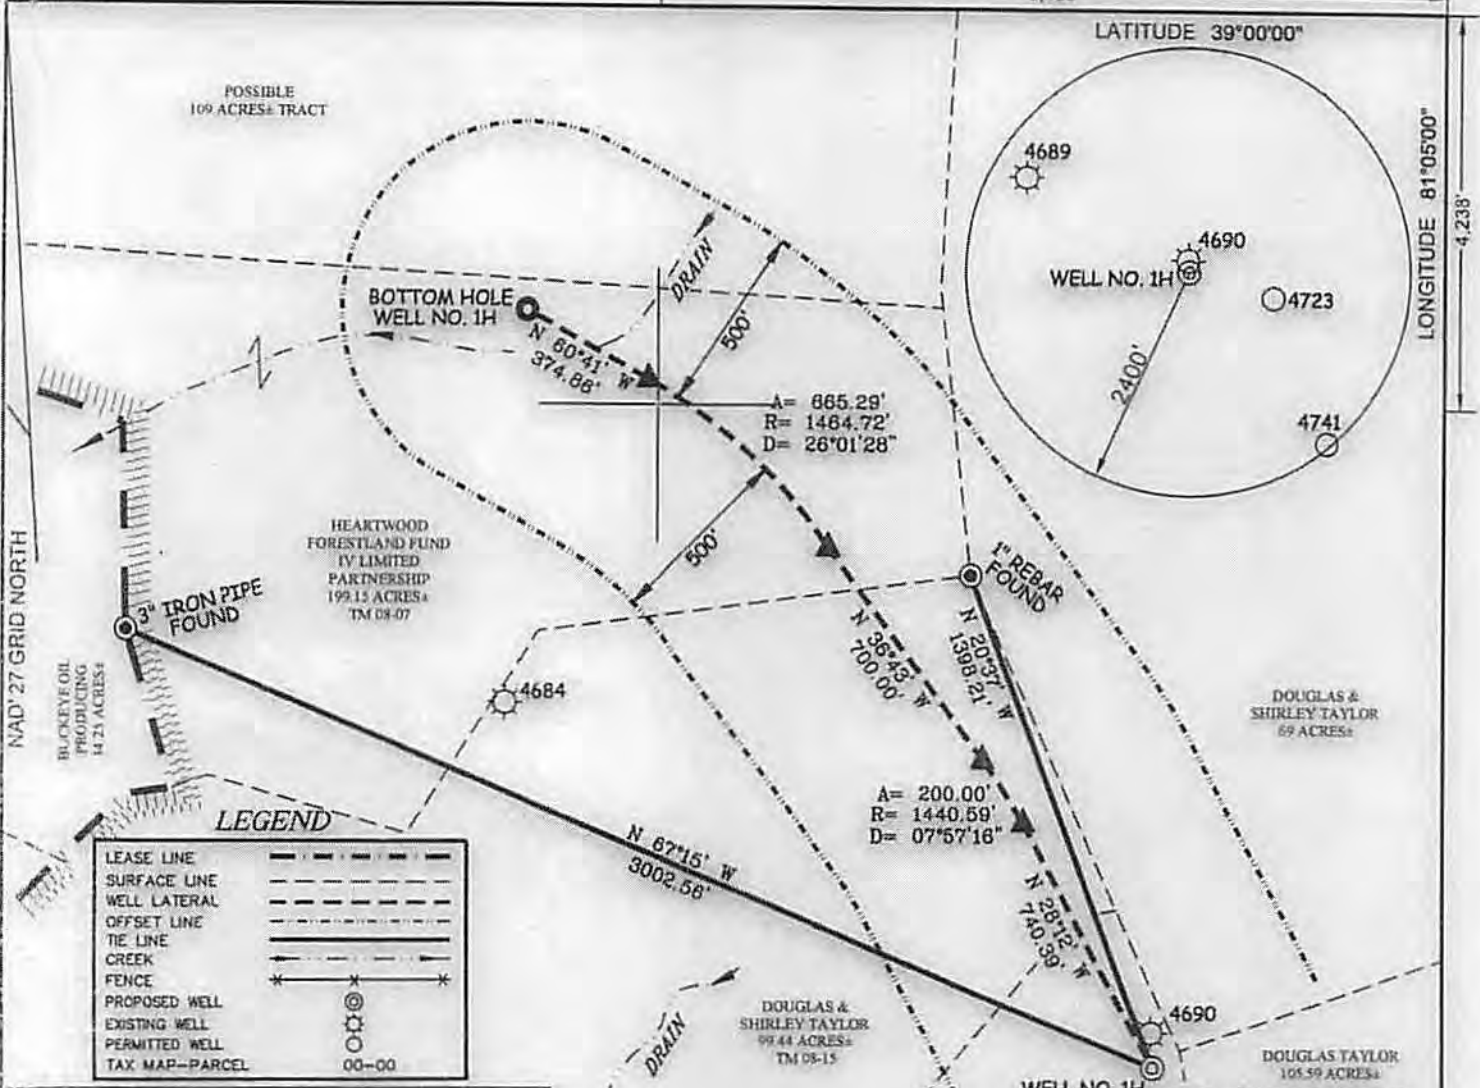 LATITUDE 39°00'00"
POSSIBLE
109 ACRES± TRACT
4689
4690
WELL NO. 1H
4723
2400'
4741
LONGITUDE 81°05'00"
4,238'
DRAIN
BOTTOM HOLE
WELL NO. 1H
N 60°41' W
374.86'
500'
A= 665.29'
R= 1464.72'
D= 26°01'28"
500'
HEARTWOOD
FORESTLAND FUND
IV LIMITED
PARTNERSHIP
199.15 ACRES±
TM 08-07
NAD'27 GRID NORTH
3" IRON PIPE
FOUND
1" REBAR
FOUND
N 36°43' W
700.00'
N 20°37' W
1398.21'
BUCKEYE OIL
PRODUCING
14.25 ACRES±
4684
DOUGLAS &
SHIRLEY TAYLOR
69 ACRES±
A= 200.00'
R= 1440.59'
D= 07°57'16"
N 67°15' W
3002.56'
N 28°12' W
740.39'
LEGEND
LEASE LINE
SURFACE LINE
WELL LATERAL
OFFSET LINE
TIE LINE
CREEK
FENCE
PROPOSED WELL
EXISTING WELL
PERMITTED WELL
TAX MAP-PARCEL 00-00
DRAIN
DOUGLAS &
SHIRLEY TAYLOR
99.44 ACRES±
TM 08-15
4690
DOUGLAS TAYLOR
105.59 ACRES±
WELL NO. 1H